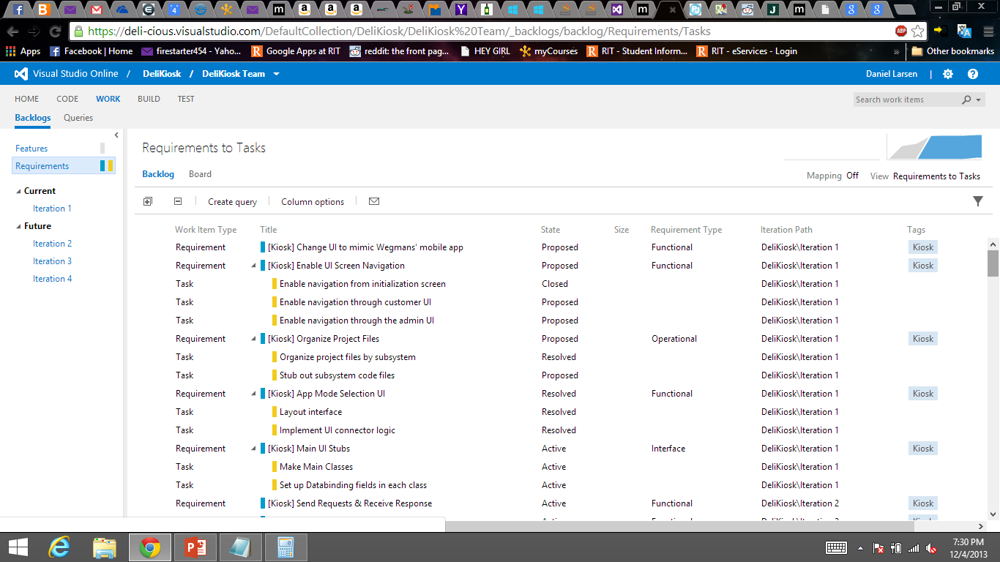 https://deli-cious.visualstudio.com/DefaultCollection/DeliKiosk/DeliKiosk%20Team/_backlogs/backlog/Requirements/Tasks ABP
Apps Facebook | Home firestarter454 - Yahoo... Google Apps at RIT reddit: the front pag... HEY GIRL myCourses RIT - Student Inform... RIT - eServices - Login » Other bookmarks
Visual Studio Online / DeliKiosk / DeliKiosk Team Daniel Larsen | ?
HOME CODE WORK BUILD TEST Search work items
Backlogs Queries
Features
Requirements
Current
Iteration 1
Future
Iteration 2
Iteration 3
Iteration 4
Requirements to Tasks
Backlog Board Mapping Off View Requirements to Tasks
Create query Column options
Work Item Type Title State Size Requirement Type Iteration Path Tags
Requirement [Kiosk] Change UI to mimic Wegmans' mobile app Proposed Functional DeliKiosk\Iteration 1 Kiosk
Requirement [Kiosk] Enable UI Screen Navigation Proposed Functional DeliKiosk\Iteration 1 Kiosk
Task Enable navigation from initialization screen Closed DeliKiosk\Iteration 1
Task Enable navigation through customer UI Proposed DeliKiosk\Iteration 1
Task Enable navigation through the admin UI Proposed DeliKiosk\Iteration 1
Requirement [Kiosk] Organize Project Files Proposed Operational DeliKiosk\Iteration 1 Kiosk
Task Organize project files by subsystem Resolved DeliKiosk\Iteration 1
Task Stub out subsystem code files Proposed DeliKiosk\Iteration 1
Requirement [Kiosk] App Mode Selection UI Resolved Functional DeliKiosk\Iteration 1 Kiosk
Task Layout interface Resolved DeliKiosk\Iteration 1
Task Implement UI connector logic Resolved DeliKiosk\Iteration 1
Requirement [Kiosk] Main UI Stubs Active Interface DeliKiosk\Iteration 1 Kiosk
Task Make Main Classes Active DeliKiosk\Iteration 1
Task Set up Databinding fields in each class Active DeliKiosk\Iteration 1
Requirement [Kiosk] Send Requests & Receive Response Active Functional DeliKiosk\Iteration 2 Kiosk
7:30 PM
12/4/2013